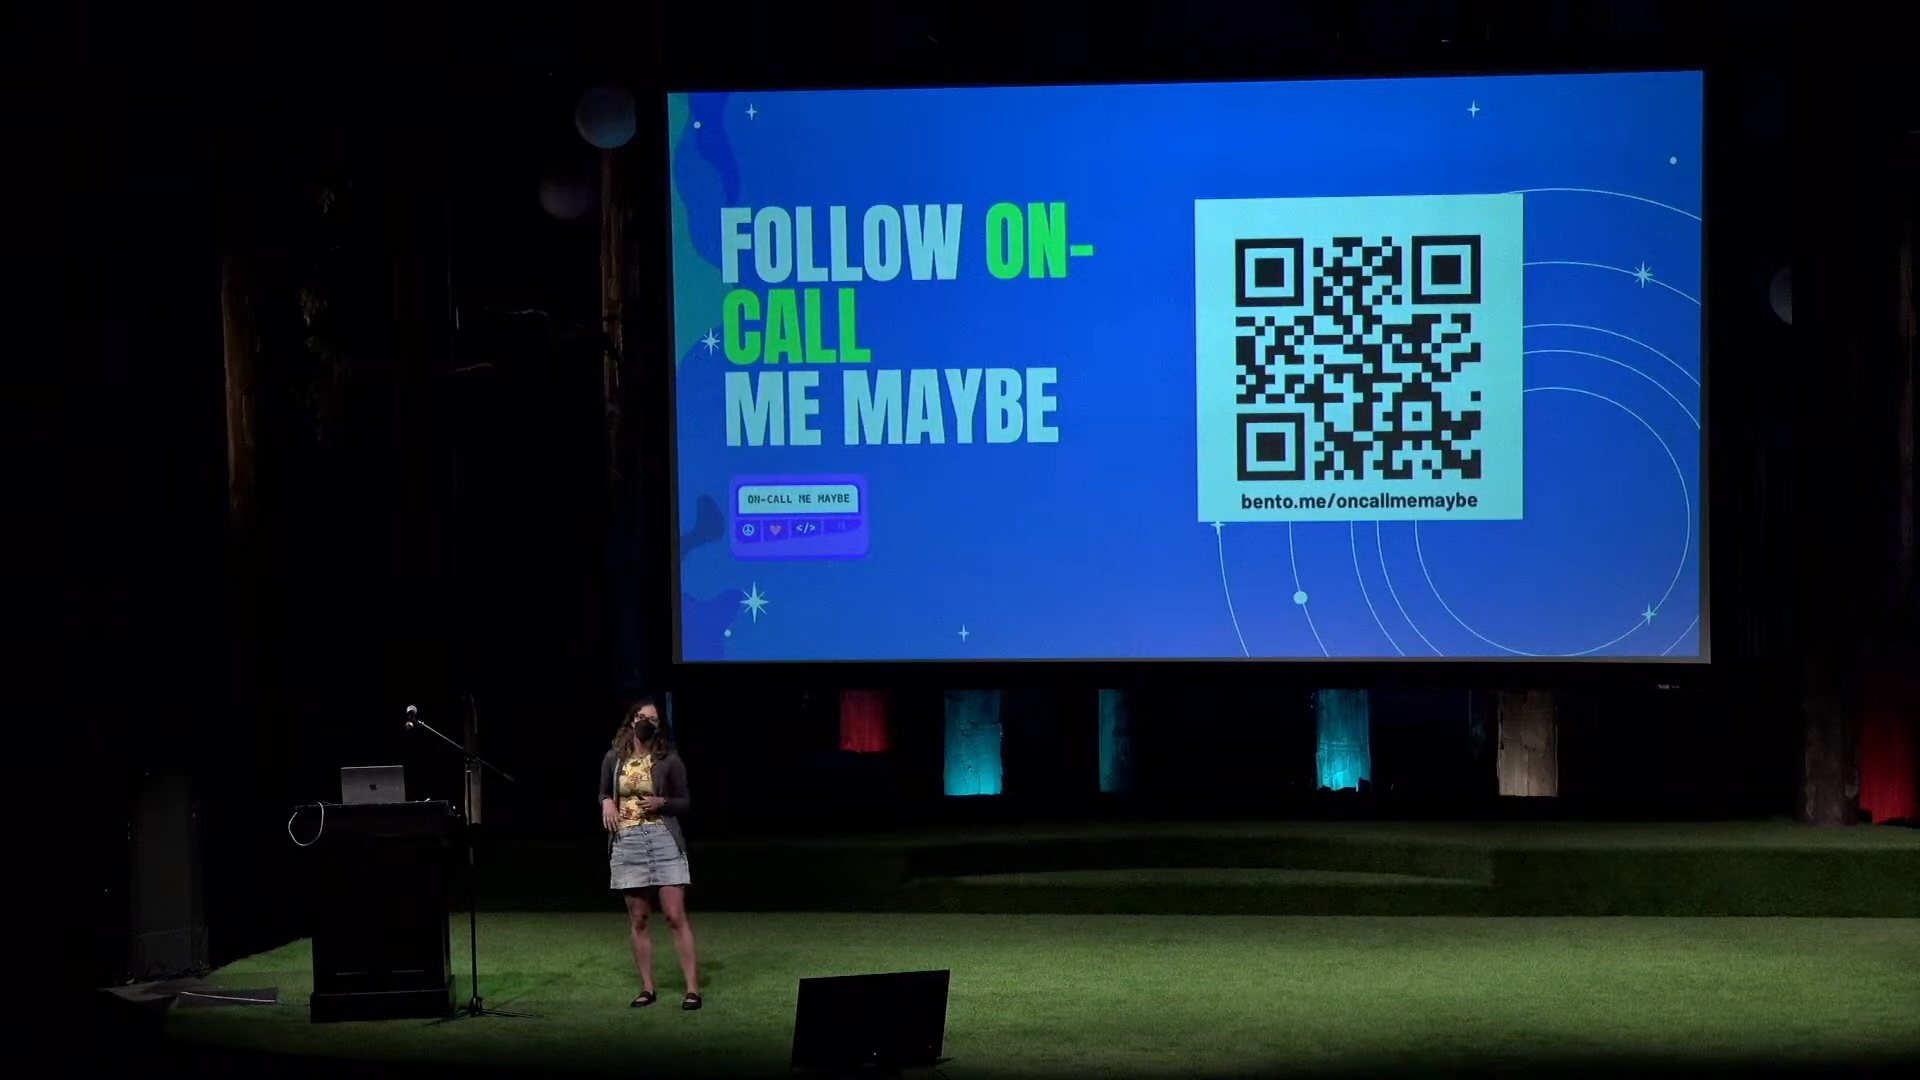 FOLLOW ON-
CALL
ME MAYBE
ON-CALL ME MAYBE
</>
bento.me/oncallmemaybe